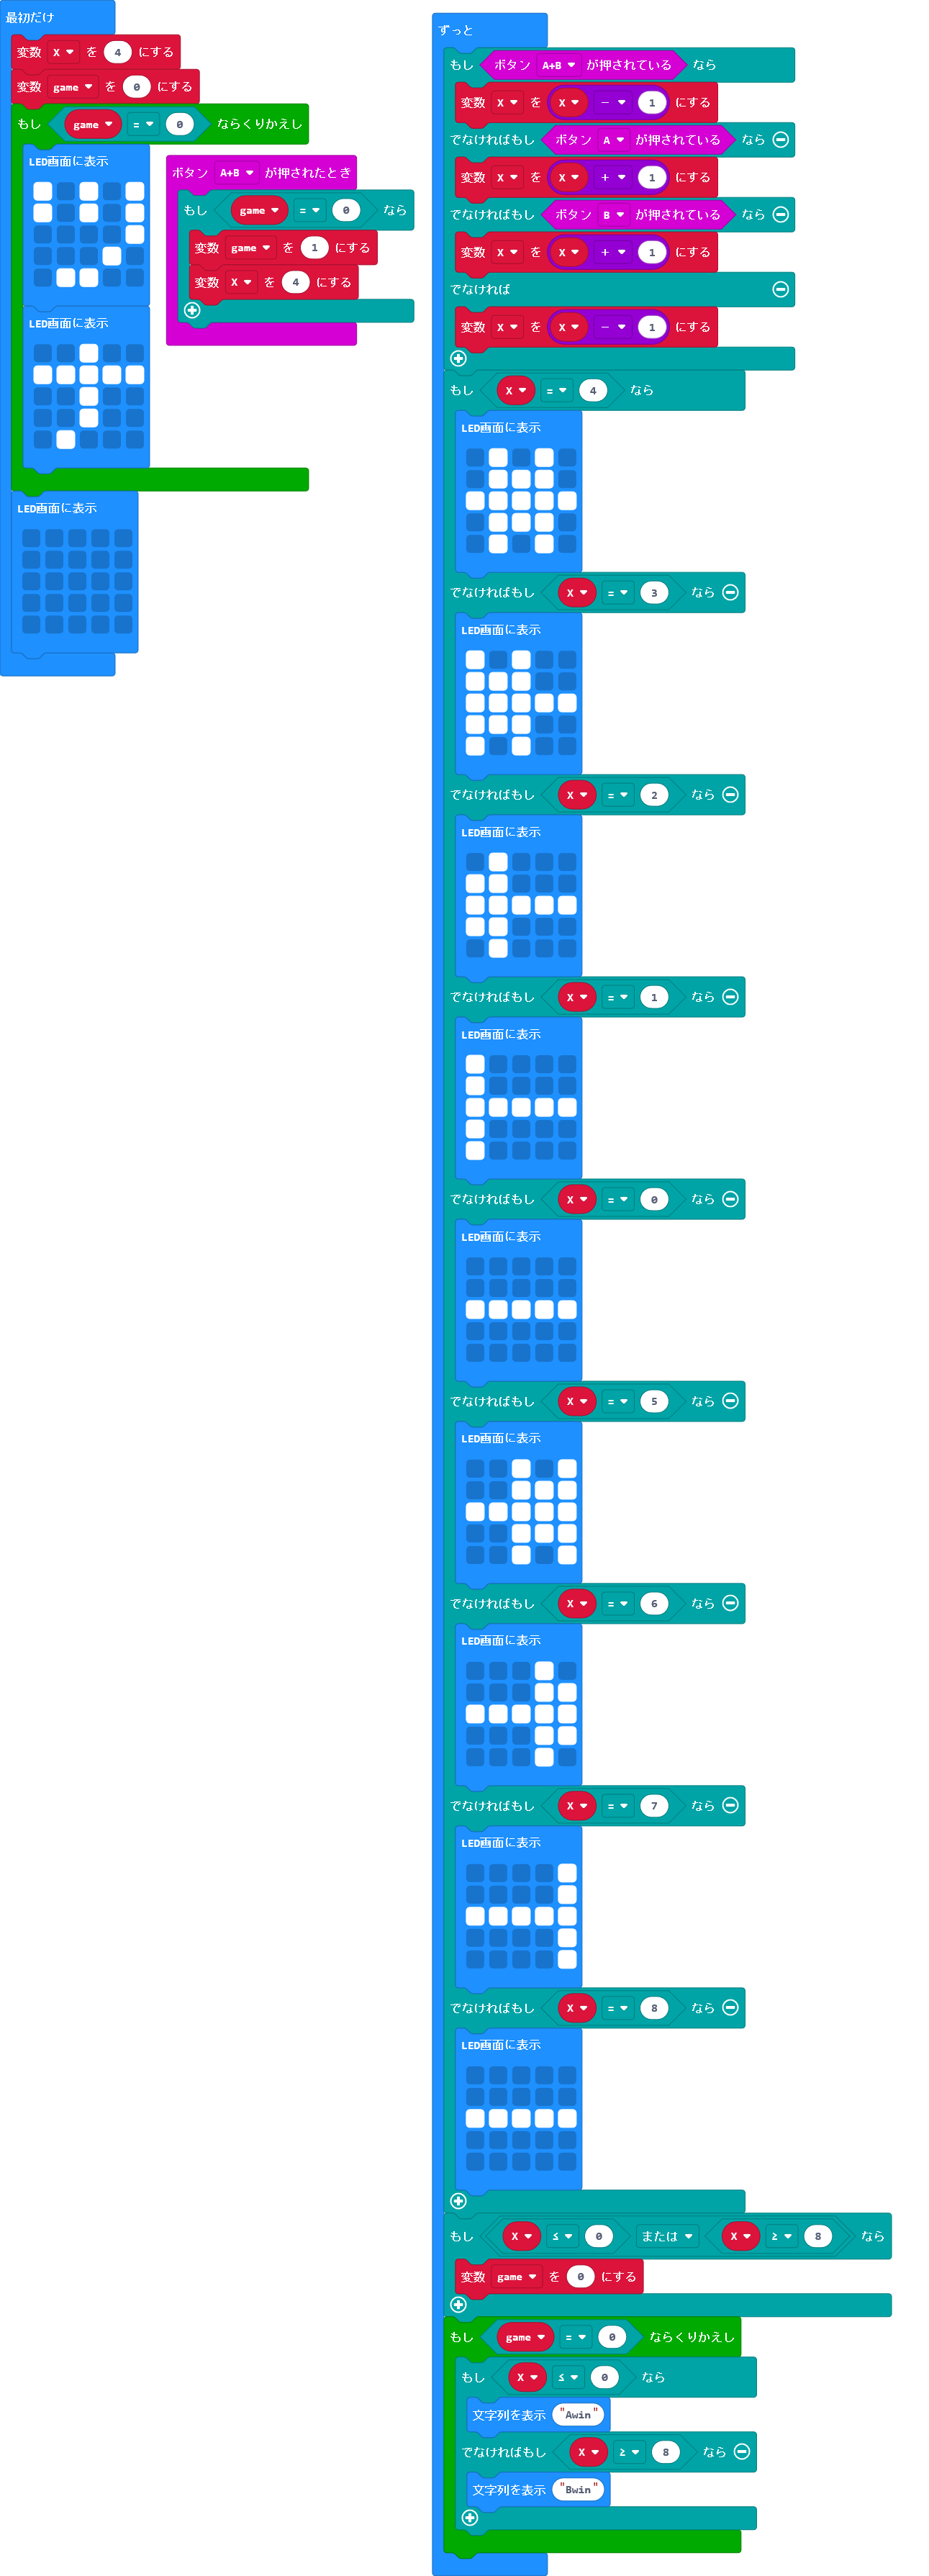 最初だけ
変数 X を 4 にする
変数 game を 0 にする
もし game = 0 ならくりかえし
LED画面に表示
LED画面に表示
LED画面に表示
ボタン A+B が押されたとき
もし game = 0 なら
変数 game を 1 にする
変数 X を 4 にする
ずっと
もし ボタン A+B が押されている なら
変数 X を X - 1 にする
でなければもし ボタン A が押されている なら
変数 X を X + 1 にする
でなければもし ボタン B が押されている なら
変数 X を X + 1 にする
でなければ
変数 X を X - 1 にする
もし X = 4 なら
LED画面に表示
でなければもし X = 3 なら
LED画面に表示
でなければもし X = 2 なら
LED画面に表示
でなければもし X = 1 なら
LED画面に表示
でなければもし X = 0 なら
LED画面に表示
でなければもし X = 5 なら
LED画面に表示
でなければもし X = 6 なら
LED画面に表示
でなければもし X = 7 なら
LED画面に表示
でなければもし X = 8 なら
LED画面に表示
もし X ≤ 0 または X ≥ 8 なら
変数 game を 0 にする
もし game = 0 ならくりかえし
もし X ≤ 0 なら
文字列を表示 "Awin"
でなければもし X ≥ 8 なら
文字列を表示 "Bwin"